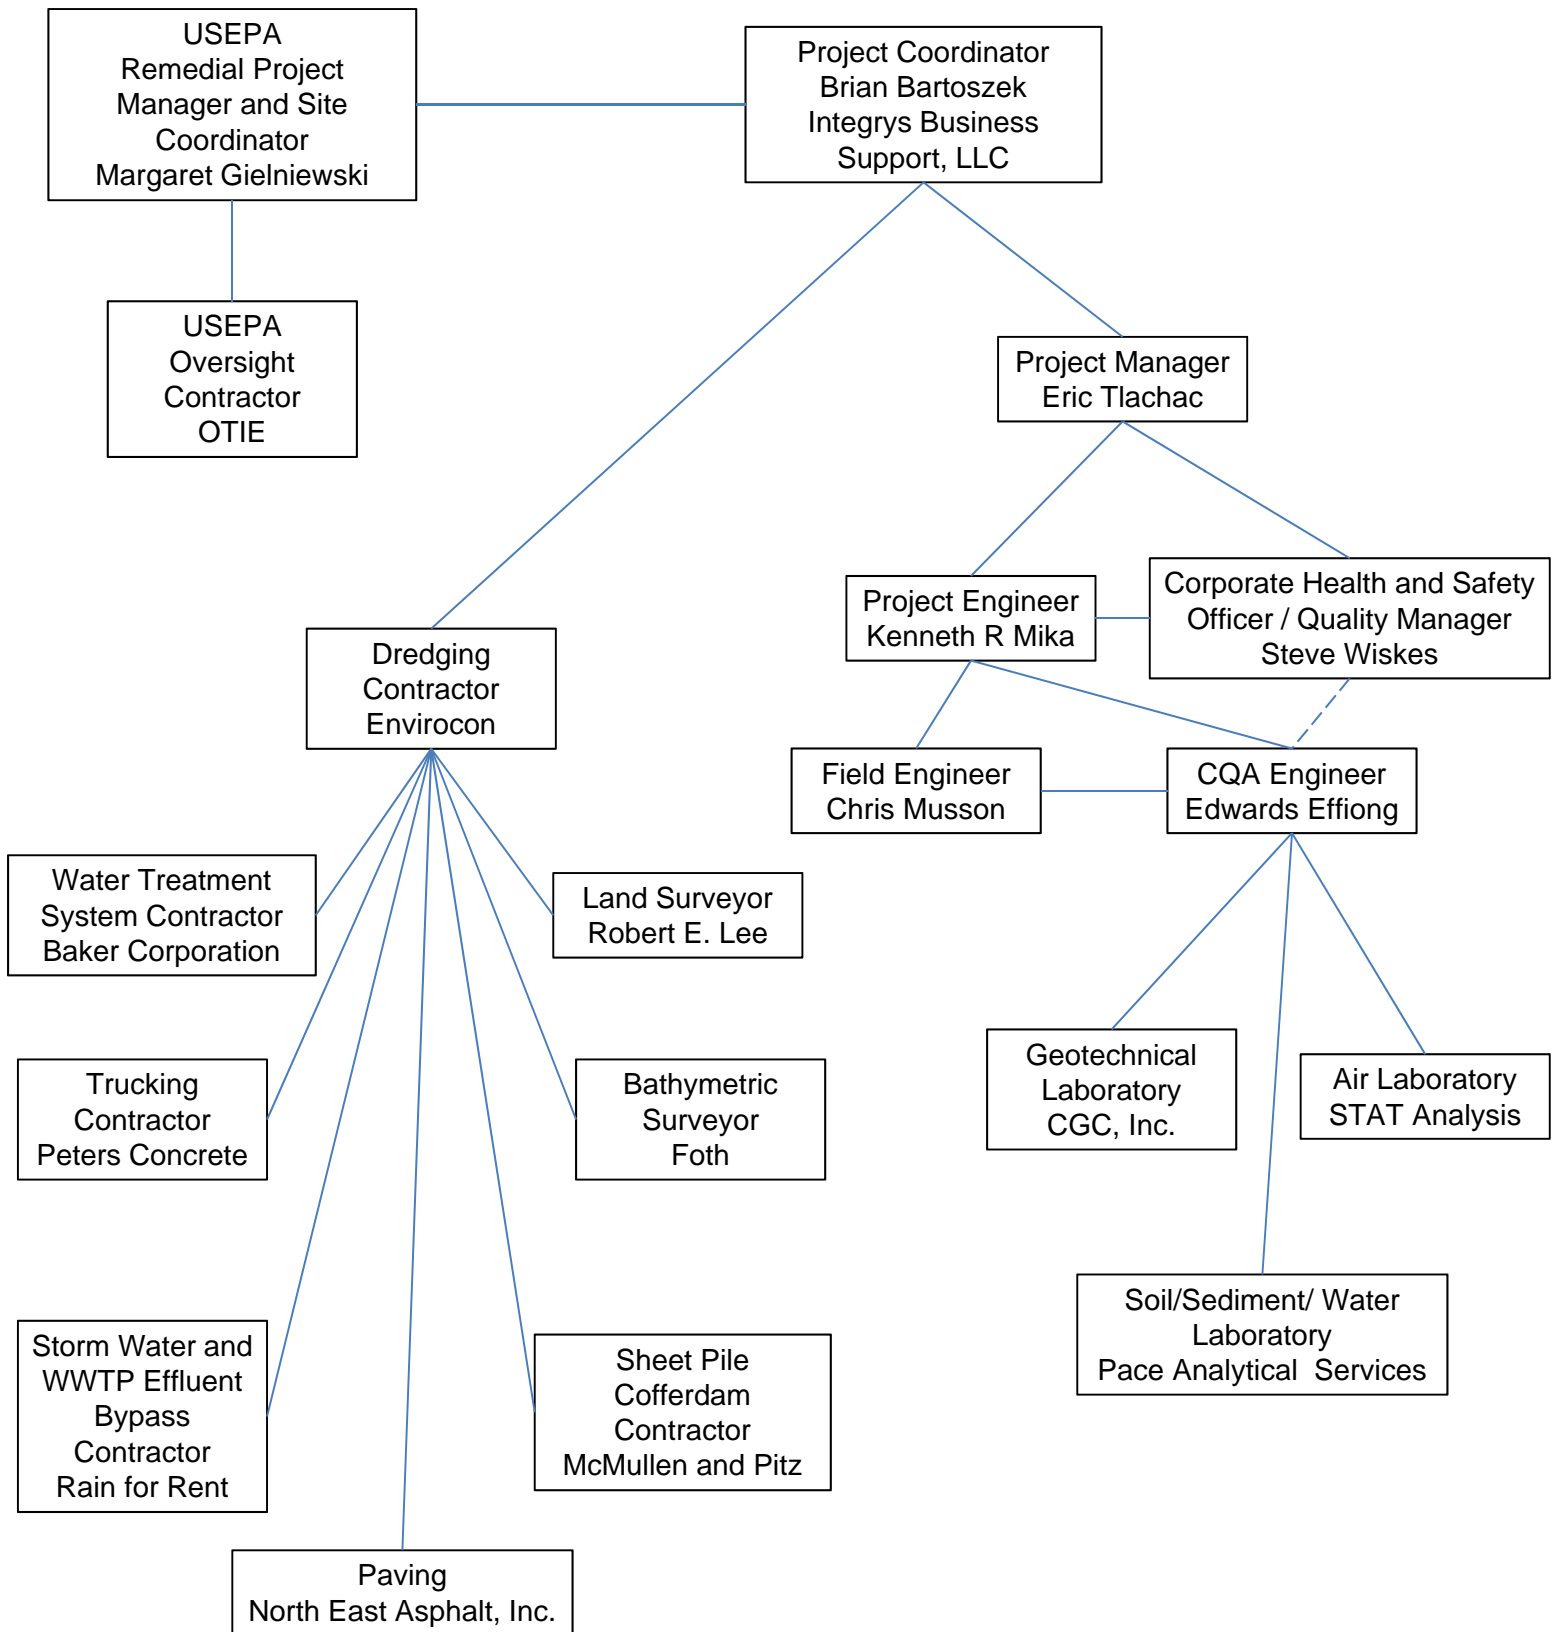 USEPA
Remedial Project
Manager and Site
Coordinator
Margaret Gielniewski
Project Coordinator
Brian Bartoszek
Integrys Business
Support, LLC
USEPA
Oversight
Contractor
OTIE
Project Manager
Eric Tlachac
Project Engineer
Kenneth R Mika
Corporate Health and Safety
Officer / Quality Manager
Steve Wiskes
Dredging
Contractor
Envirocon
Field Engineer
Chris Musson
CQA Engineer
Edwards Effiong
Water Treatment
System Contractor
Baker Corporation
Land Surveyor
Robert E. Lee
Trucking
Contractor
Peters Concrete
Bathymetric
Surveyor
Foth
Geotechnical
Laboratory
CGC, Inc.
Air Laboratory
STAT Analysis
Soil/Sediment/ Water
Laboratory
Pace Analytical  Services
Storm Water and
WWTP Effluent
Bypass
Contractor
Rain for Rent
Sheet Pile
Cofferdam
Contractor
McMullen and Pitz
Paving
North East Asphalt, Inc.